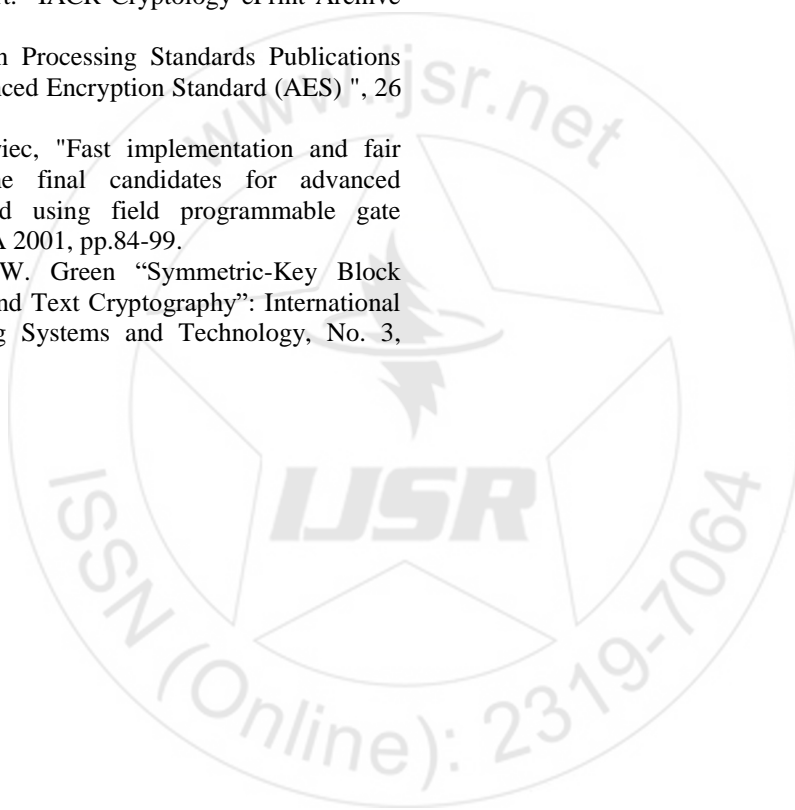 IACR Cryptology ePrint Archive
n Processing Standards Publications
nced Encryption Standard (AES) ", 26
iec, "Fast implementation and fair
e final candidates for advanced
d using field programmable gate
A 2001, pp.84-99.
W. Green “Symmetric-Key Block
nd Text Cryptography”: International
g Systems and Technology, No. 3,
www.ijsr.net
IJSR
ISSN (Online): 2319-7064